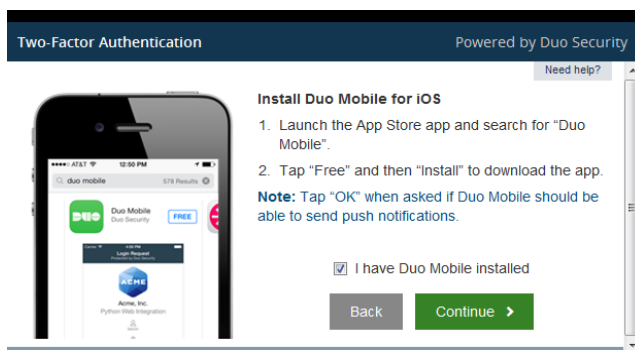 Two-Factor Authentication
Powered by Duo Security
Need help?
AT&T
12:50 PM
duo mobile
578 Results
DUO
Duo Mobile
Duo Security
FREE
Login Request
Protected by Duo Security
ACME
Acme, Inc.
Python Web Integration
Install Duo Mobile for iOS
1. Launch the App Store app and search for “Duo
Mobile”.
2. Tap “Free” and then “Install” to download the app.
Note: Tap “OK” when asked if Duo Mobile should be
able to send push notifications.
I have Duo Mobile installed
Back
Continue